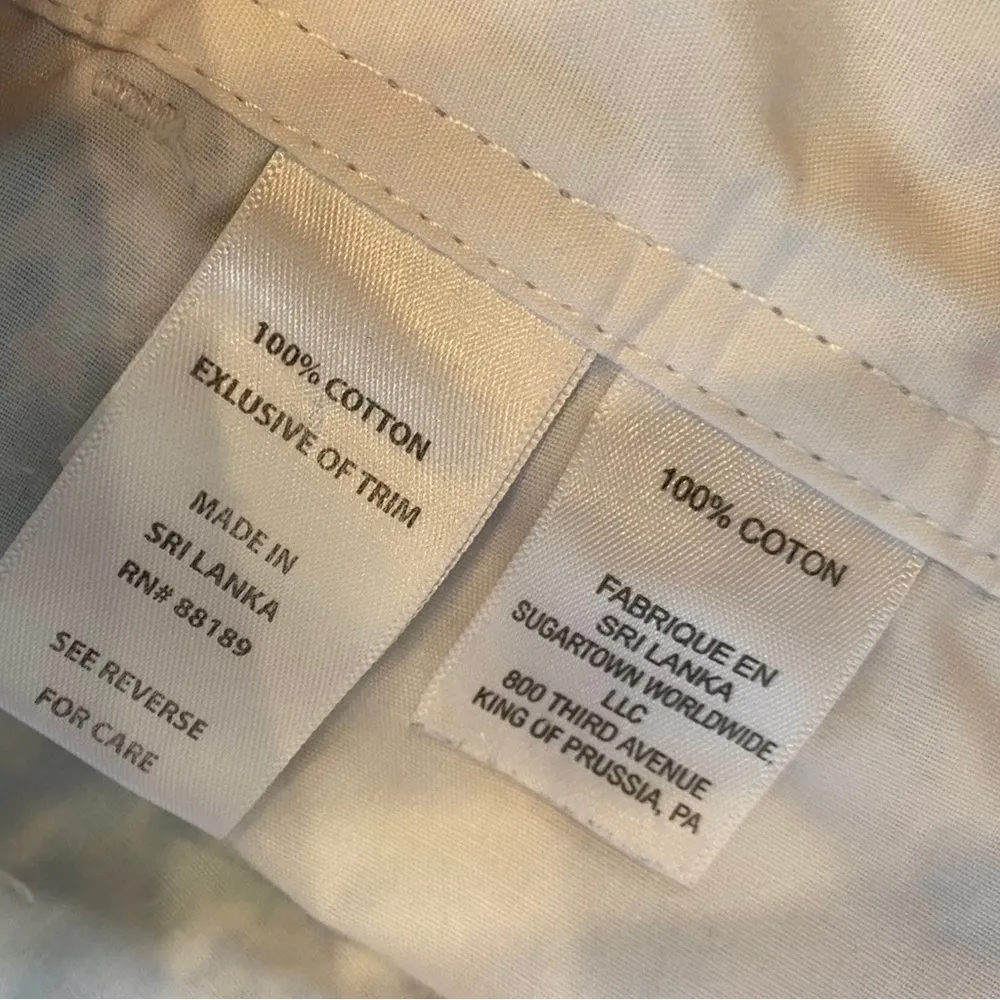 100% COTTON
EXLUSIVE OF TRIM
MADE IN
SRI LANKA
RN# 88189
SEE REVERSE
FOR CARE
100% COTON
FABRIQUE EN
SRI LANKA
SUGARTOWN WORLDWIDE,
LLC
800 THIRD AVENUE
KING OF PRUSSIA, PA